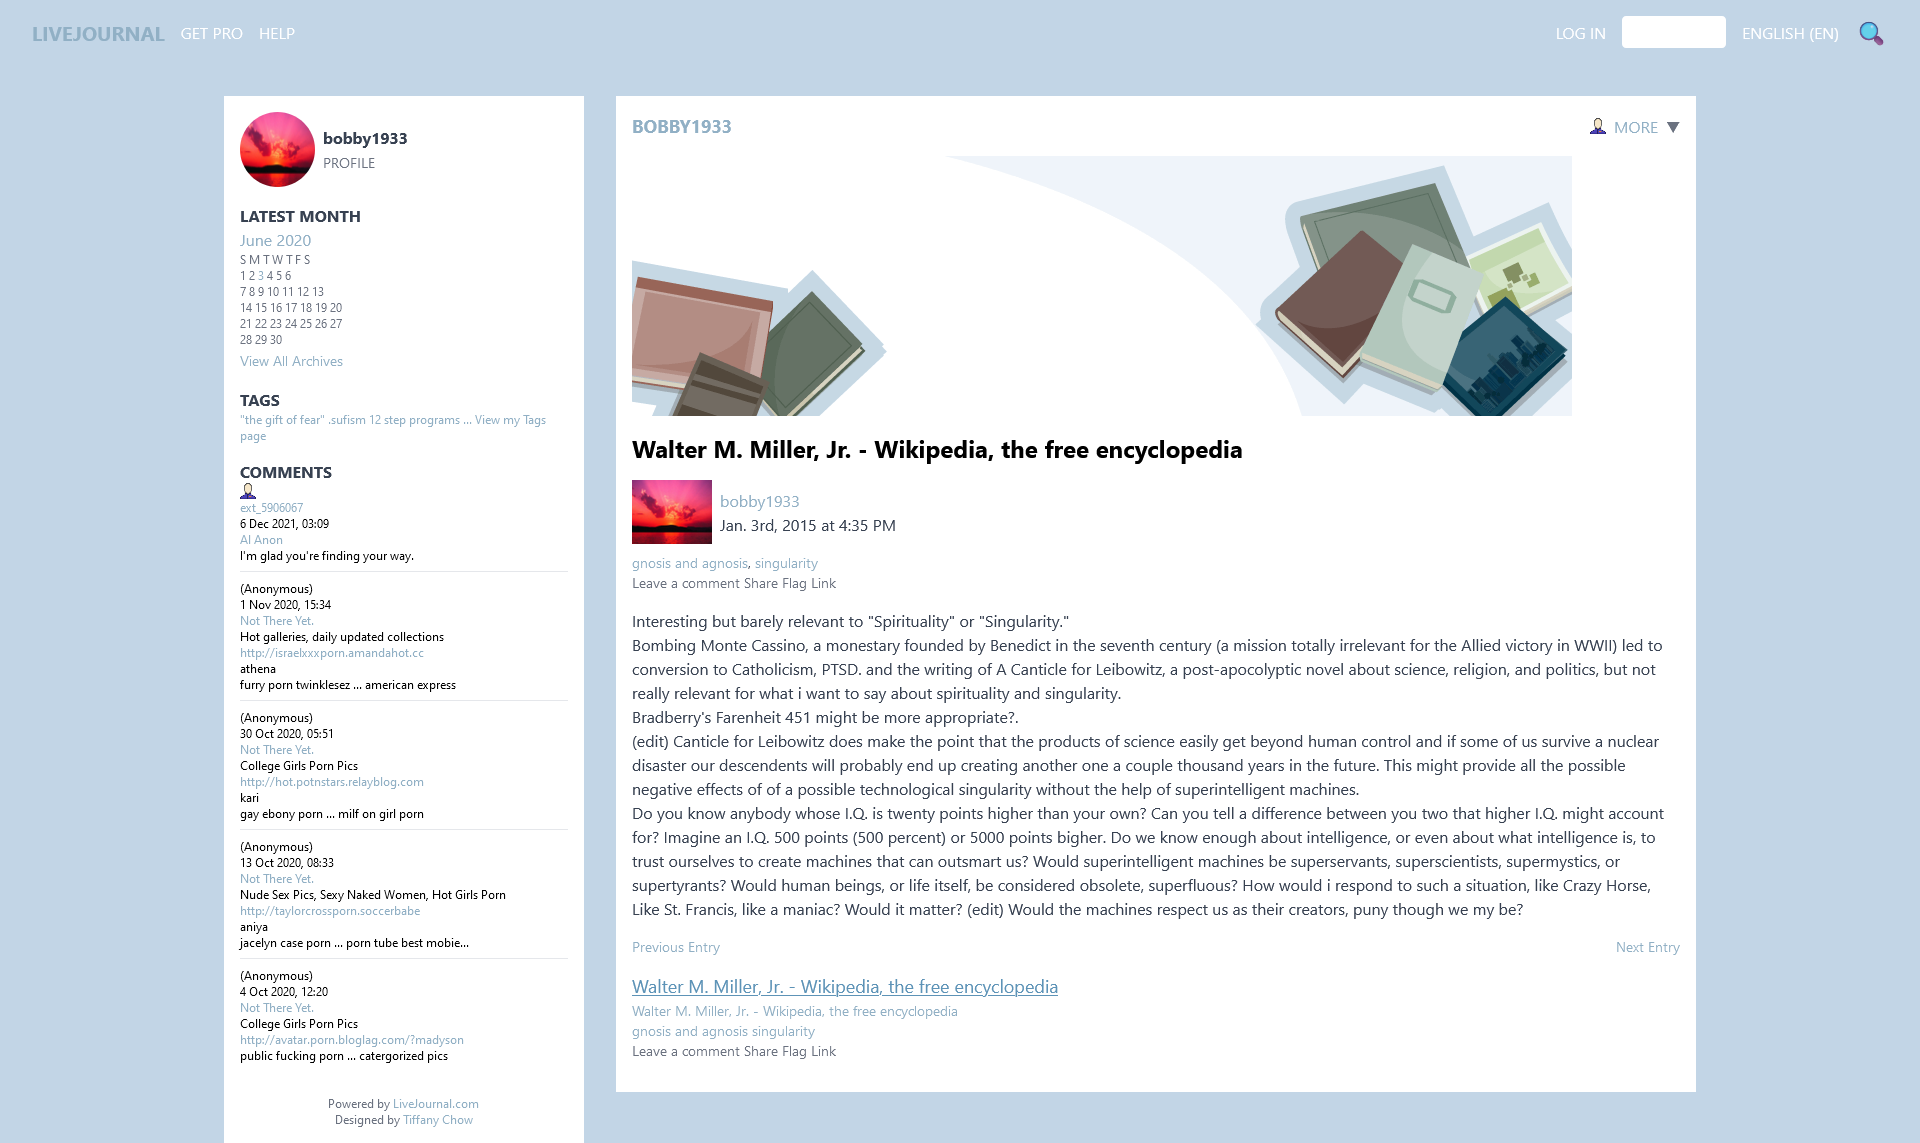 LIVEJOURNAL GET PRO HELP LOG IN ENGLISH (EN)
bobby1933
PROFILE
LATEST MONTH
June 2020
S M T W T F S
1 2 3 4 5 6
7 8 9 10 11 12 13
14 15 16 17 18 19 20
21 22 23 24 25 26 27
28 29 30
View All Archives
TAGS
"the gift of fear" .sufism 12 step programs ... View my Tags
page
COMMENTS
ext_5906067
6 Dec 2021, 03:09
Al Anon
I'm glad you're finding your way.
(Anonymous)
1 Nov 2020, 15:34
Not There Yet.
Hot galleries, daily updated collections
http://israelxxxporn.amandahot.cc
athena
furry porn twinklesez ... american express
(Anonymous)
30 Oct 2020, 05:51
Not There Yet.
College Girls Porn Pics
http://hot.potnstars.relayblog.com
kari
gay ebony porn ... milf on girl porn
(Anonymous)
13 Oct 2020, 08:33
Not There Yet.
Nude Sex Pics, Sexy Naked Women, Hot Girls Porn
http://taylorcrossporn.soccerbabe
aniya
jacelyn case porn ... porn tube best mobie...
(Anonymous)
4 Oct 2020, 12:20
Not There Yet.
College Girls Porn Pics
http://avatar.porn.bloglag.com/?madyson
public fucking porn ... catergorized pics
Powered by LiveJournal.com
Designed by Tiffany Chow
BOBBY1933
MORE ▼
Walter M. Miller, Jr. - Wikipedia, the free encyclopedia
bobby1933
Jan. 3rd, 2015 at 4:35 PM
gnosis and agnosis, singularity
Leave a comment Share Flag Link
Interesting but barely relevant to "Spirituality" or "Singularity."
Bombing Monte Cassino, a monestary founded by Benedict in the seventh century (a mission totally irrelevant for the Allied victory in WWII) led to
conversion to Catholicism, PTSD. and the writing of A Canticle for Leibowitz, a post-apocolyptic novel about science, religion, and politics, but not
really relevant for what i want to say about spirituality and singularity.
Bradberry's Farenheit 451 might be more appropriate?.
(edit) Canticle for Leibowitz does make the point that the products of science easily get beyond human control and if some of us survive a nuclear
disaster our descendents will probably end up creating another one a couple thousand years in the future. This might provide all the possible
negative effects of of a possible technological singularity without the help of superintelligent machines.
Do you know anybody whose I.Q. is twenty points higher than your own? Can you tell a difference between you two that higher I.Q. might account
for? Imagine an I.Q. 500 points (500 percent) or 5000 points bigher. Do we know enough about intelligence, or even about what intelligence is, to
trust ourselves to create machines that can outsmart us? Would superintelligent machines be superservants, superscientists, supermystics, or
supertyrants? Would human beings, or life itself, be considered obsolete, superfluous? How would i respond to such a situation, like Crazy Horse,
Like St. Francis, like a maniac? Would it matter? (edit) Would the machines respect us as their creators, puny though we my be?
Previous Entry Next Entry
Walter M. Miller, Jr. - Wikipedia, the free encyclopedia
Walter M. Miller, Jr. - Wikipedia, the free encyclopedia
gnosis and agnosis singularity
Leave a comment Share Flag Link